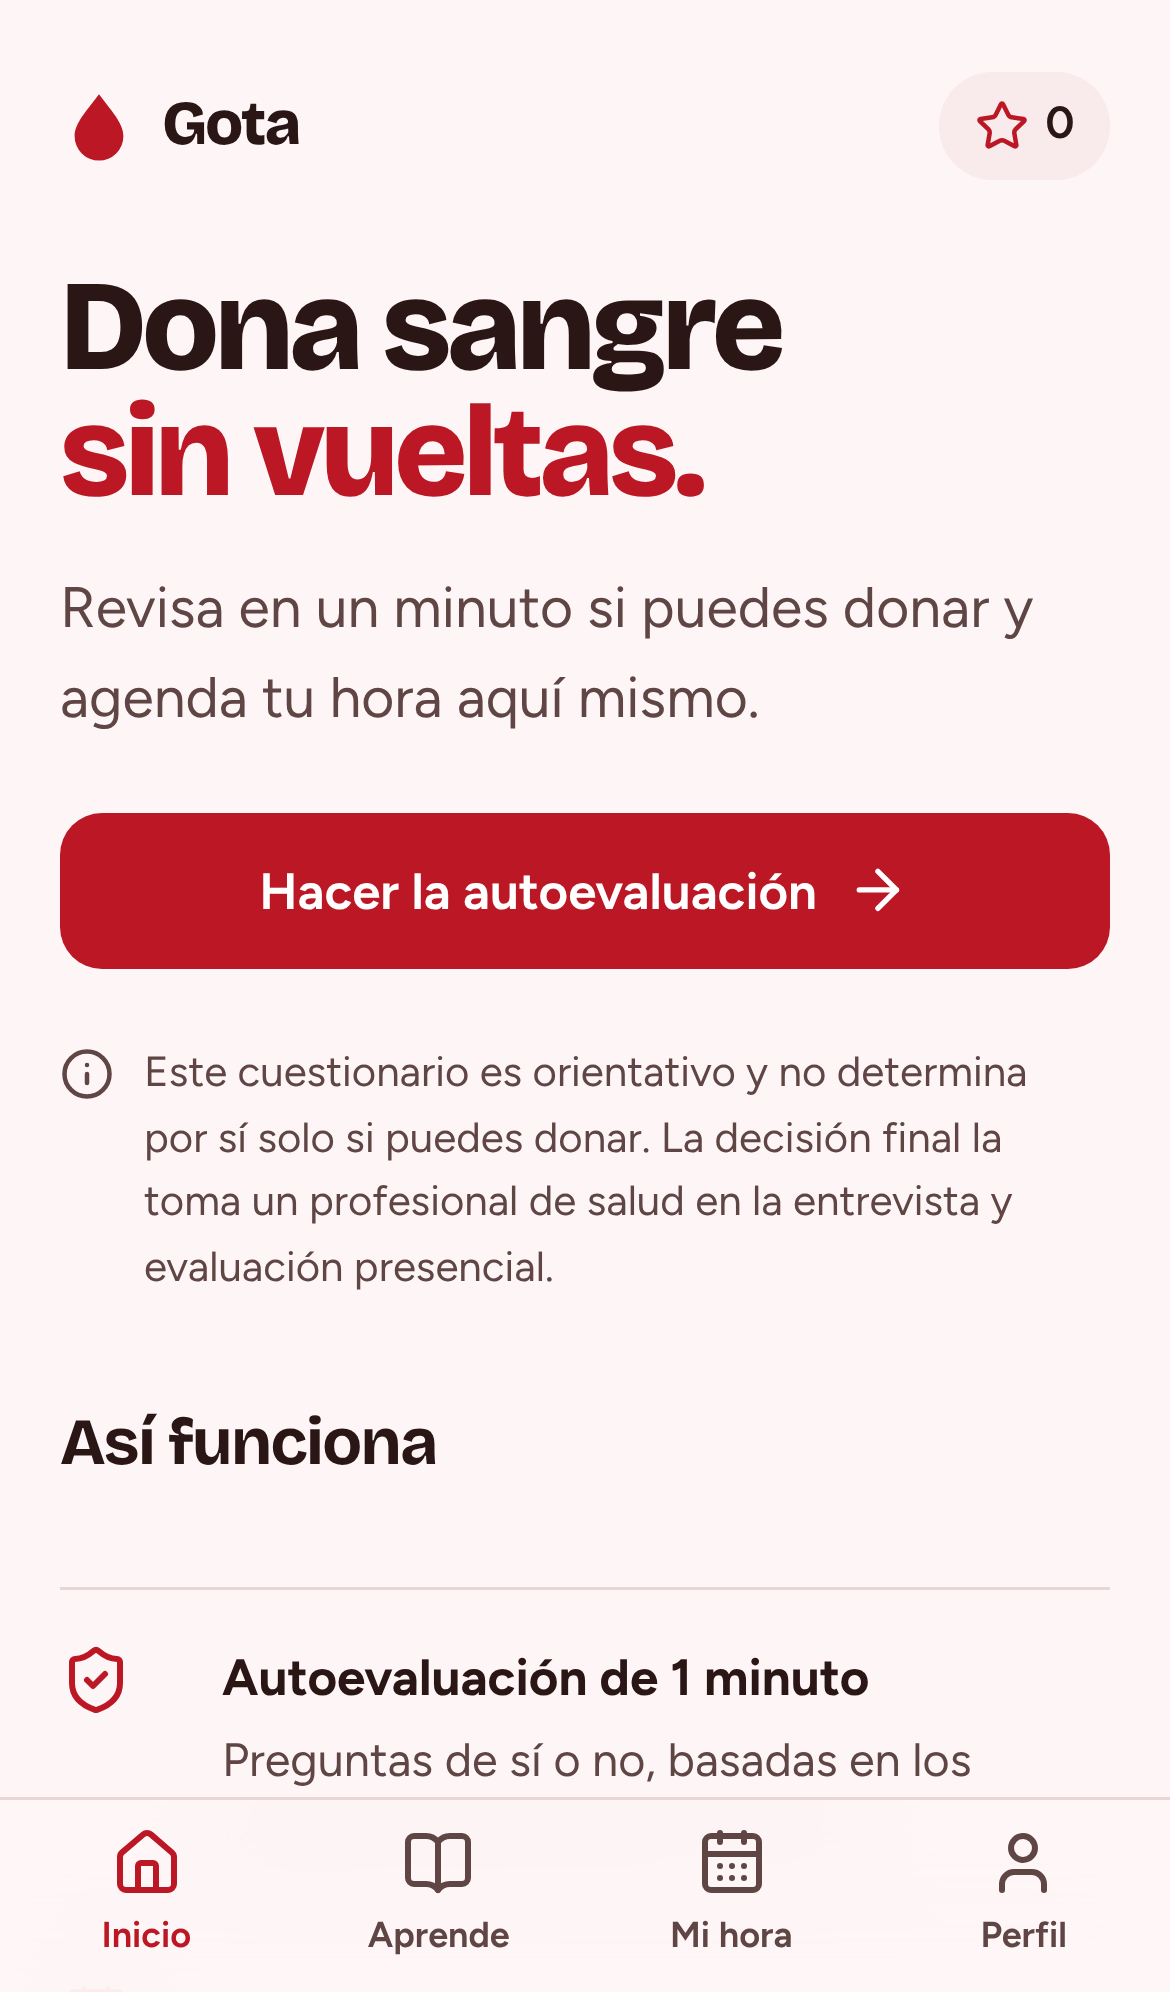 Gota
0
Dona sangre
sin vueltas.
Revisa en un minuto si puedes donar y
agenda tu hora aquí mismo.
Hacer la autoevaluación
Este cuestionario es orientativo y no determina
por sí solo si puedes donar. La decisión final la
toma un profesional de salud en la entrevista y
evaluación presencial.
Así funciona
Autoevaluación de 1 minuto
Preguntas de sí o no, basadas en los
Inicio
Aprende
Mi hora
Perfil